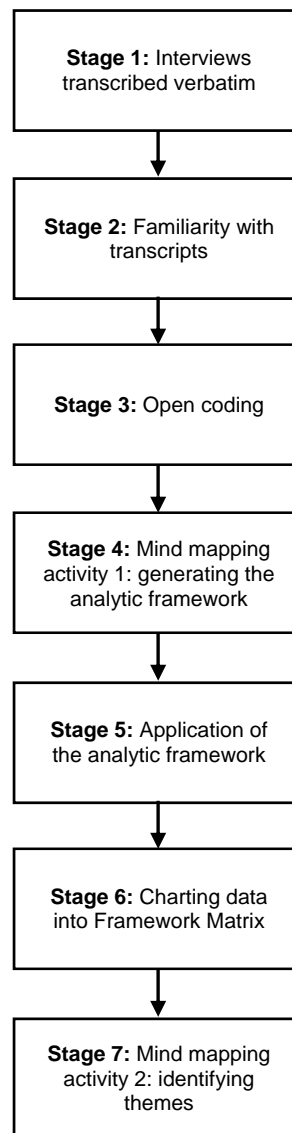 Stage 1: Interviews
transcribed verbatim
Stage 2: Familiarity with
transcripts
Stage 3: Open coding
Stage 4: Mind mapping
activity 1: generating the
analytic framework
Stage 5: Application of
the analytic framework
Stage 6: Charting data
into Framework Matrix
Stage 7: Mind mapping
activity 2: identifying
themes